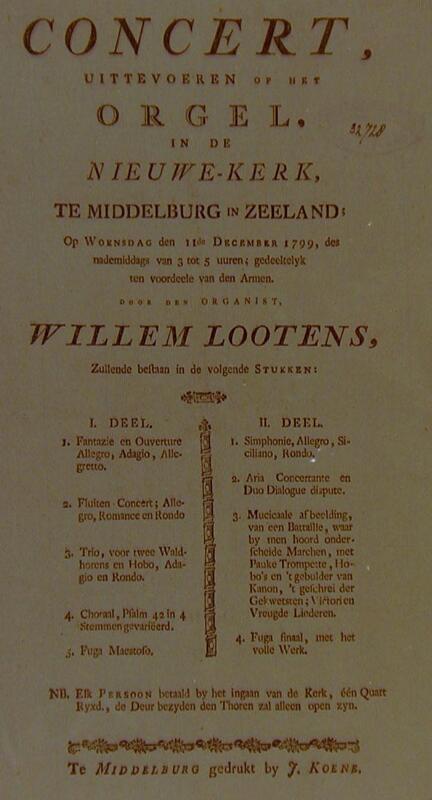 CONCERT,
UITTEVOEREN OP HET
ORGEL,
IN DE
NIEUWE-KERK,
TE MIDDELBURG IN ZEELAND:
Op WOENSDAG den 11de DECEMBER 1799, des
nademiddags van 3 tot 5 uuren; gedeeltelyk
ten voordeele van den Armen.
DOOR DEN ORGANIST,
WILLEM LOOTENS,
Zullende bestaan in de volgende STUKKEN:
I. DEEL.
1. Fantazie en Ouverture
Allegro, Adagio, Alle-
gretto.
2. Fluiten-Concert; Alle-
gro, Romance en Rondo
3. Trio, voor twee Wald-
horens en Hobo, Ada-
gio en Rondo.
4. Choraal, Psalm 42 in 4
Stemmen gevariëerd.
5. Fuga Maestoso.
II. DEEL.
1. Simphonie, Allegro, Si-
ciliano, Rondo.
2. Aria Concertante en
Duo Dialogue dispute.
3. Mucicaale afbeelding,
van een Battaille, waar
by men hoord onder-
scheide Marchen, met
Pauke Trompette, Ho-
bo's en 't gebulder van
Kanon, 't geschrei der
Gekwetsten; Victori en
Vreugde Liederen.
4. Fuga finaal, met het
volle Werk.
NB. Elk PERSOON betaald by het ingaan van de Kerk, één Quart
Ryxd., de Deur bezyden den Thoren zal alleen open zyn.
Te MIDDELBURG gedrukt by J. KOENE.
32,728